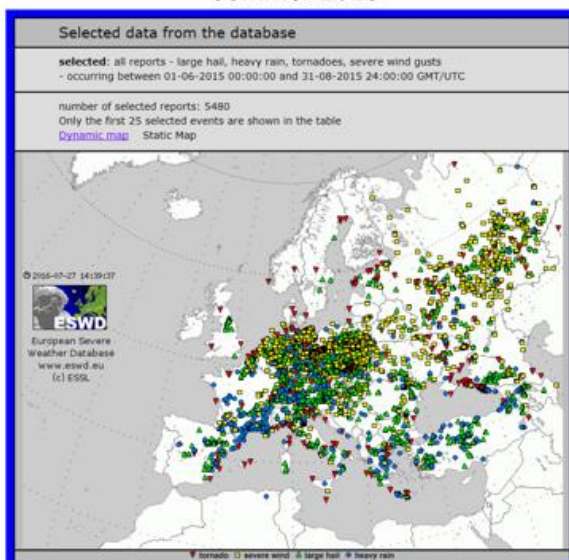 Selected data from the database
selected: all reports - large hail, heavy rain, tornadoes, severe wind gusts
- occurring between 01-06-2015 00:00:00 and 31-08-2015 24:00:00 GMT/UTC
number of selected reports: 5480
Only the first 25 selected events are shown in the table
Dynamic map Static Map
2016-07-27 14:39:37
ESWD
European Severe
Weather Database
www.eswd.eu
(c) ESSL
tornado severe wind large hail heavy rain